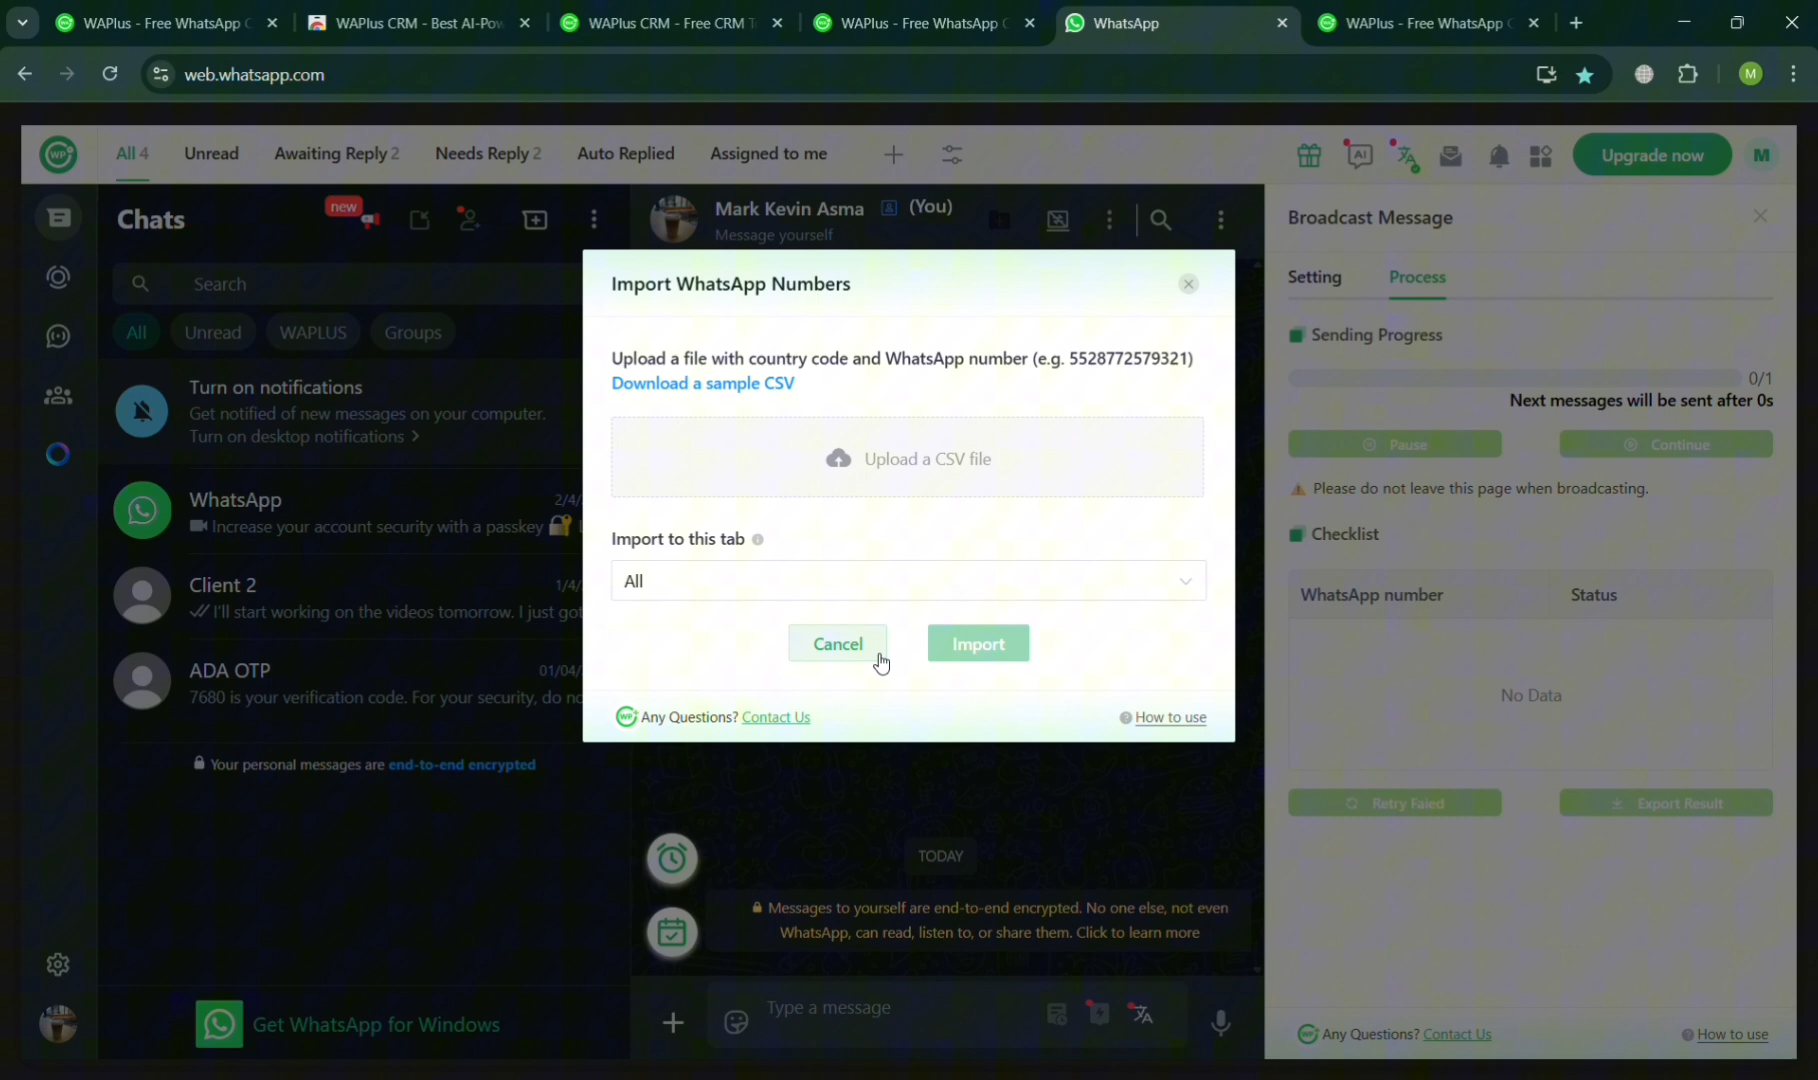 WAPlus - Free WhatsApp C
WAPlus CRM - Best AI-Pow
WAPlus CRM - Free CRM T
WAPlus - Free WhatsApp C
WhatsApp
WAPlus - Free WhatsApp C
web.whatsapp.com
M
All 4
Unread
Awaiting Reply 2
Needs Reply 2
Auto Replied
Assigned to me
AI
Upgrade now
M
Chats
new
Mark Kevin Asma (You)
Message yourself
Broadcast Message
Search
All
Unread
WAPLUS
Groups
Turn on notifications
Get notified of new messages on your computer.
Turn on desktop notifications >
WhatsApp
2/4/
Increase your account security with a passkey
Client 2
1/4/
I'll start working on the videos tomorrow. I just got
ADA OTP
01/04/
7680 is your verification code. For your security, do no
Your personal messages are end-to-end encrypted
Get WhatsApp for Windows
Import WhatsApp Numbers
Upload a file with country code and WhatsApp number (e.g. 5528772579321)
Download a sample CSV
Upload a CSV file
Import to this tab
All
Cancel
Import
Any Questions? Contact Us
How to use
TODAY
Messages to yourself are end-to-end encrypted. No one else, not even
WhatsApp, can read, listen to, or share them. Click to learn more
Type a message
Setting
Process
Sending Progress
0/1
Next messages will be sent after 0s
Pause
Continue
Please do not leave this page when broadcasting.
Checklist
WhatsApp number
Status
No Data
Retry Faied
Export Result
Any Questions? Contact Us
How to use